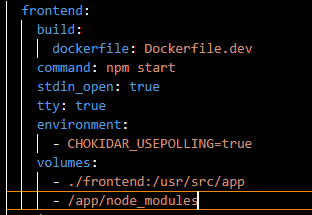 frontend:
build:
dockerfile: Dockerfile.dev
command: npm start
stdin_open: true
tty: true
environment:
- CHOKIDAR_USEPOLLING=true
volumes:
- ./frontend:/usr/src/app
- /app/node_modules